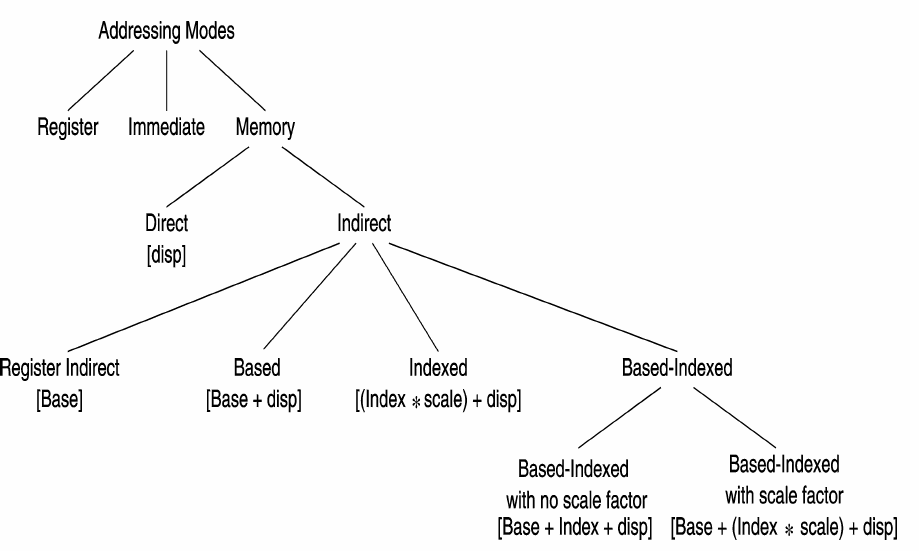 Addressing Modes
Register Immediate Memory
Direct Indirect
[disp]
Register Indirect Based Indexed Based-Indexed
[Base] [Base + disp] [(Index * scale) + disp]
Based-Indexed Based-Indexed
with no scale factor with scale factor
[Base + Index + disp] [Base + (Index * scale) + disp]